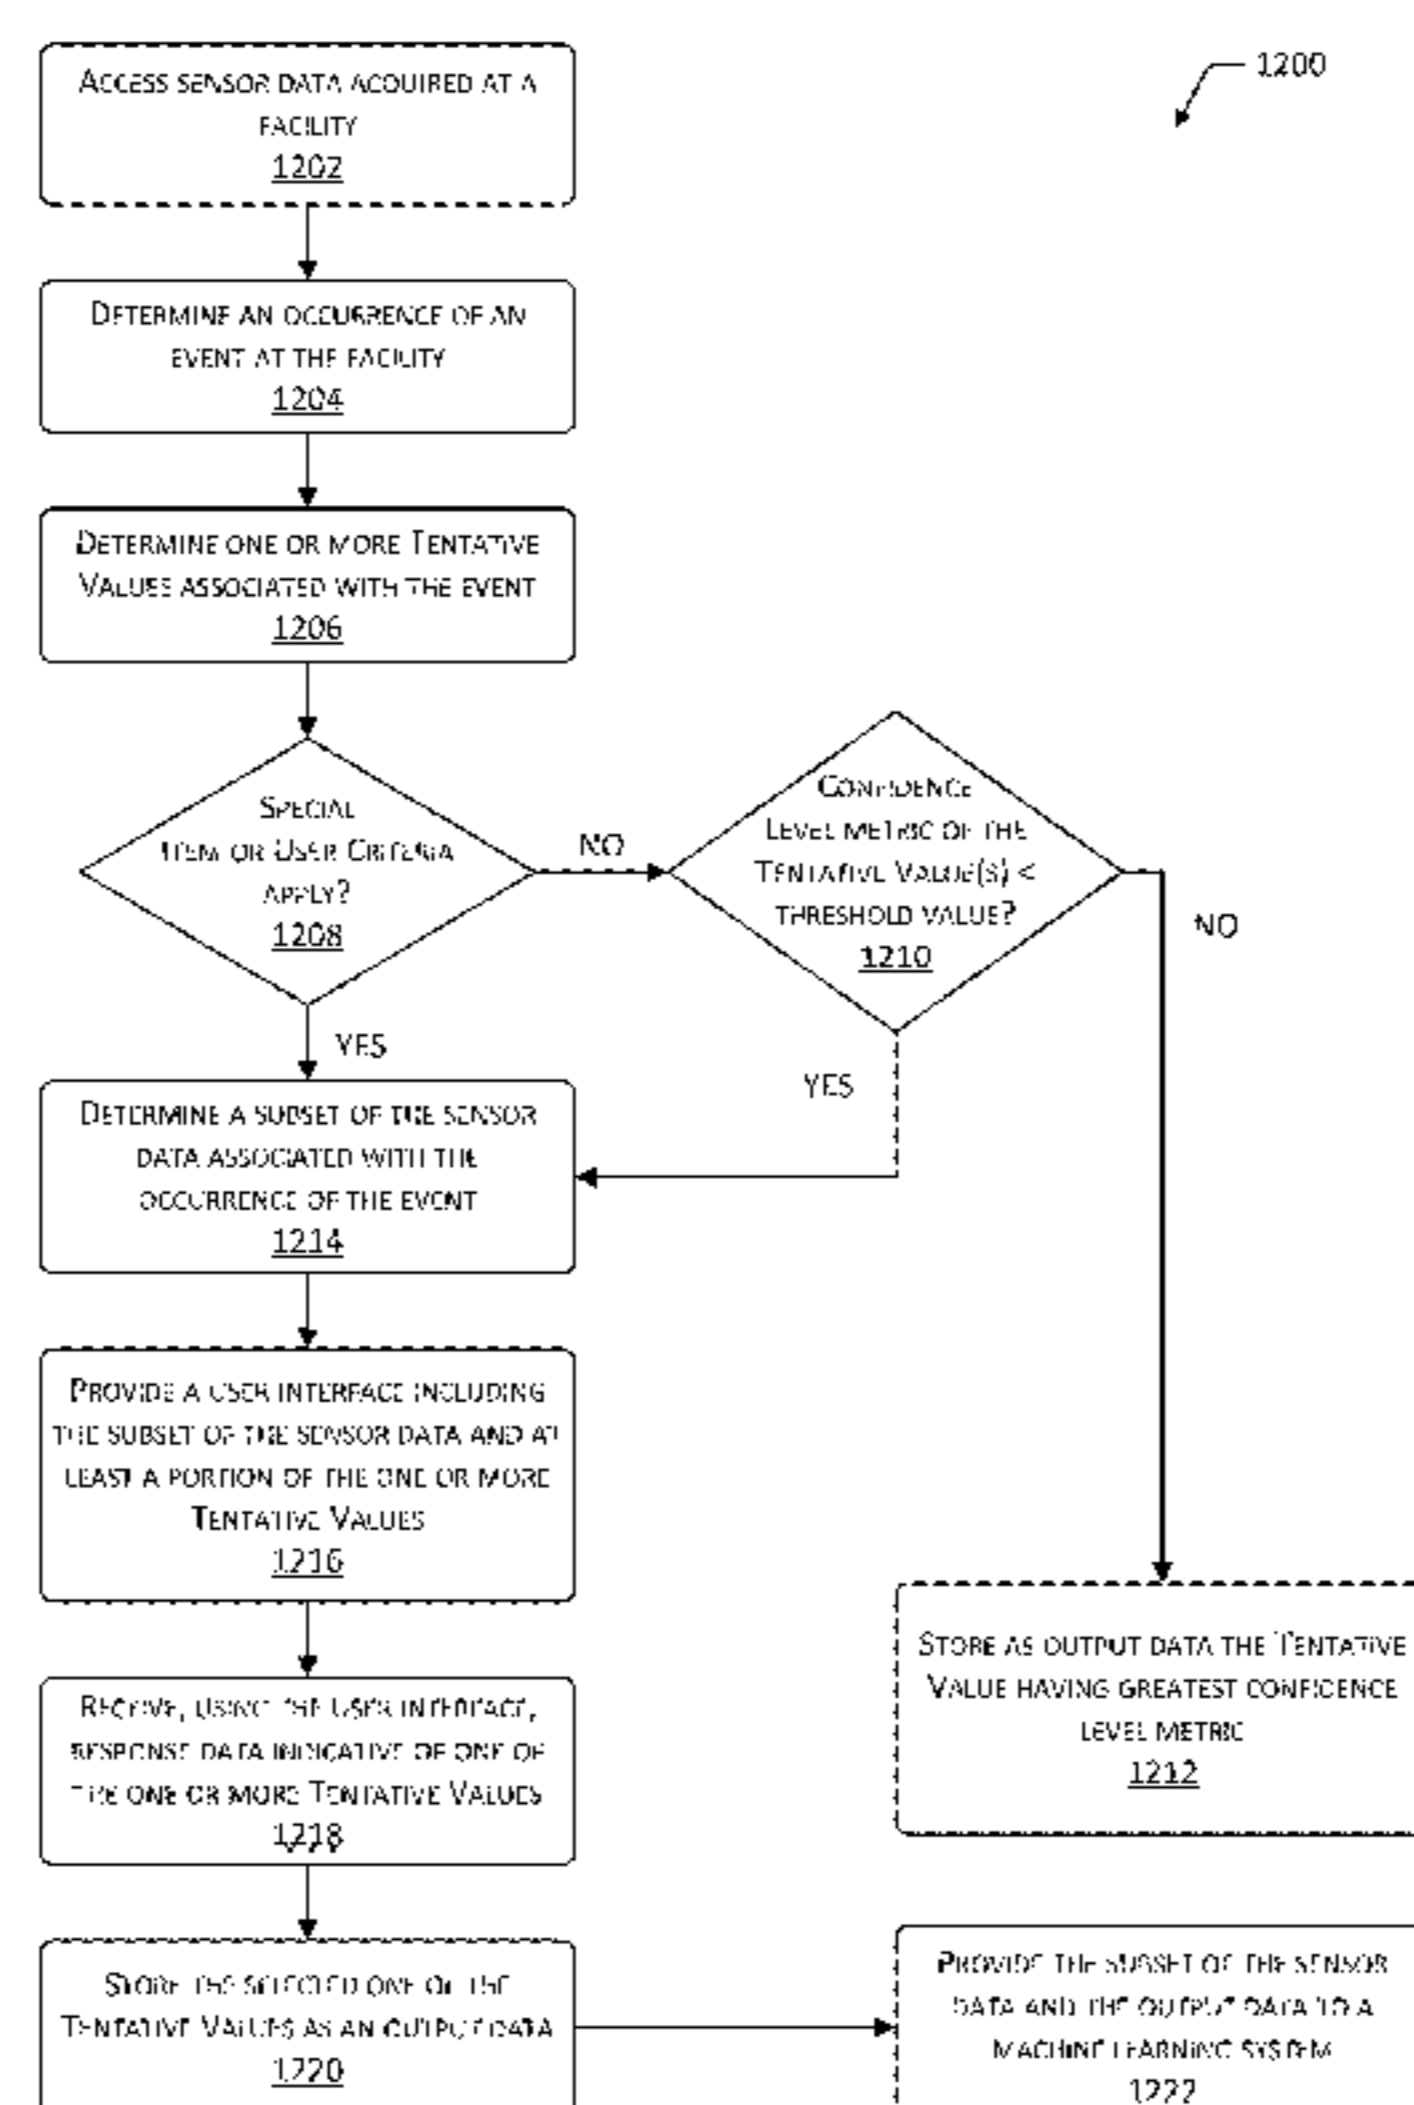 1200
ACCESS SENSOR DATA ACQUIRED AT A
FACILITY
1202
DETERMINE AN OCCURRENCE OF AN
EVENT AT THE FACILITY
1204
DETERMINE ONE OR MORE TENTATIVE
VALUES ASSOCIATED WITH THE EVENT
1206
SPECIAL
ITEM OR USER CRITERIA
APPLY?
1208
NO
CONFIDENCE
LEVEL METRIC OF THE
TENTATIVE VALUE(S) <
THRESHOLD VALUE?
1210
NO
YES
YES
DETERMINE A SUBSET OF THE SENSOR
DATA ASSOCIATED WITH THE
OCCURRENCE OF THE EVENT
1214
PROVIDE A USER INTERFACE INCLUDING
THE SUBSET OF THE SENSOR DATA AND AT
LEAST A PORTION OF THE ONE OR MORE
TENTATIVE VALUES
1216
STORE AS OUTPUT DATA THE TENTATIVE
VALUE HAVING GREATEST CONFIDENCE
LEVEL METRIC
1212
RECEIVE, USING THE USER INTERFACE,
RESPONSE DATA INDICATIVE OF ONE OF
THE ONE OR MORE TENTATIVE VALUES
1218
STORE THE SELECTED ONE OF THE
TENTATIVE VALUES AS AN OUTPUT DATA
1220
PROVIDE THE SUBSET OF THE SENSOR
DATA AND THE OUTPUT DATA TO A
MACHINE LEARNING SYSTEM
1222